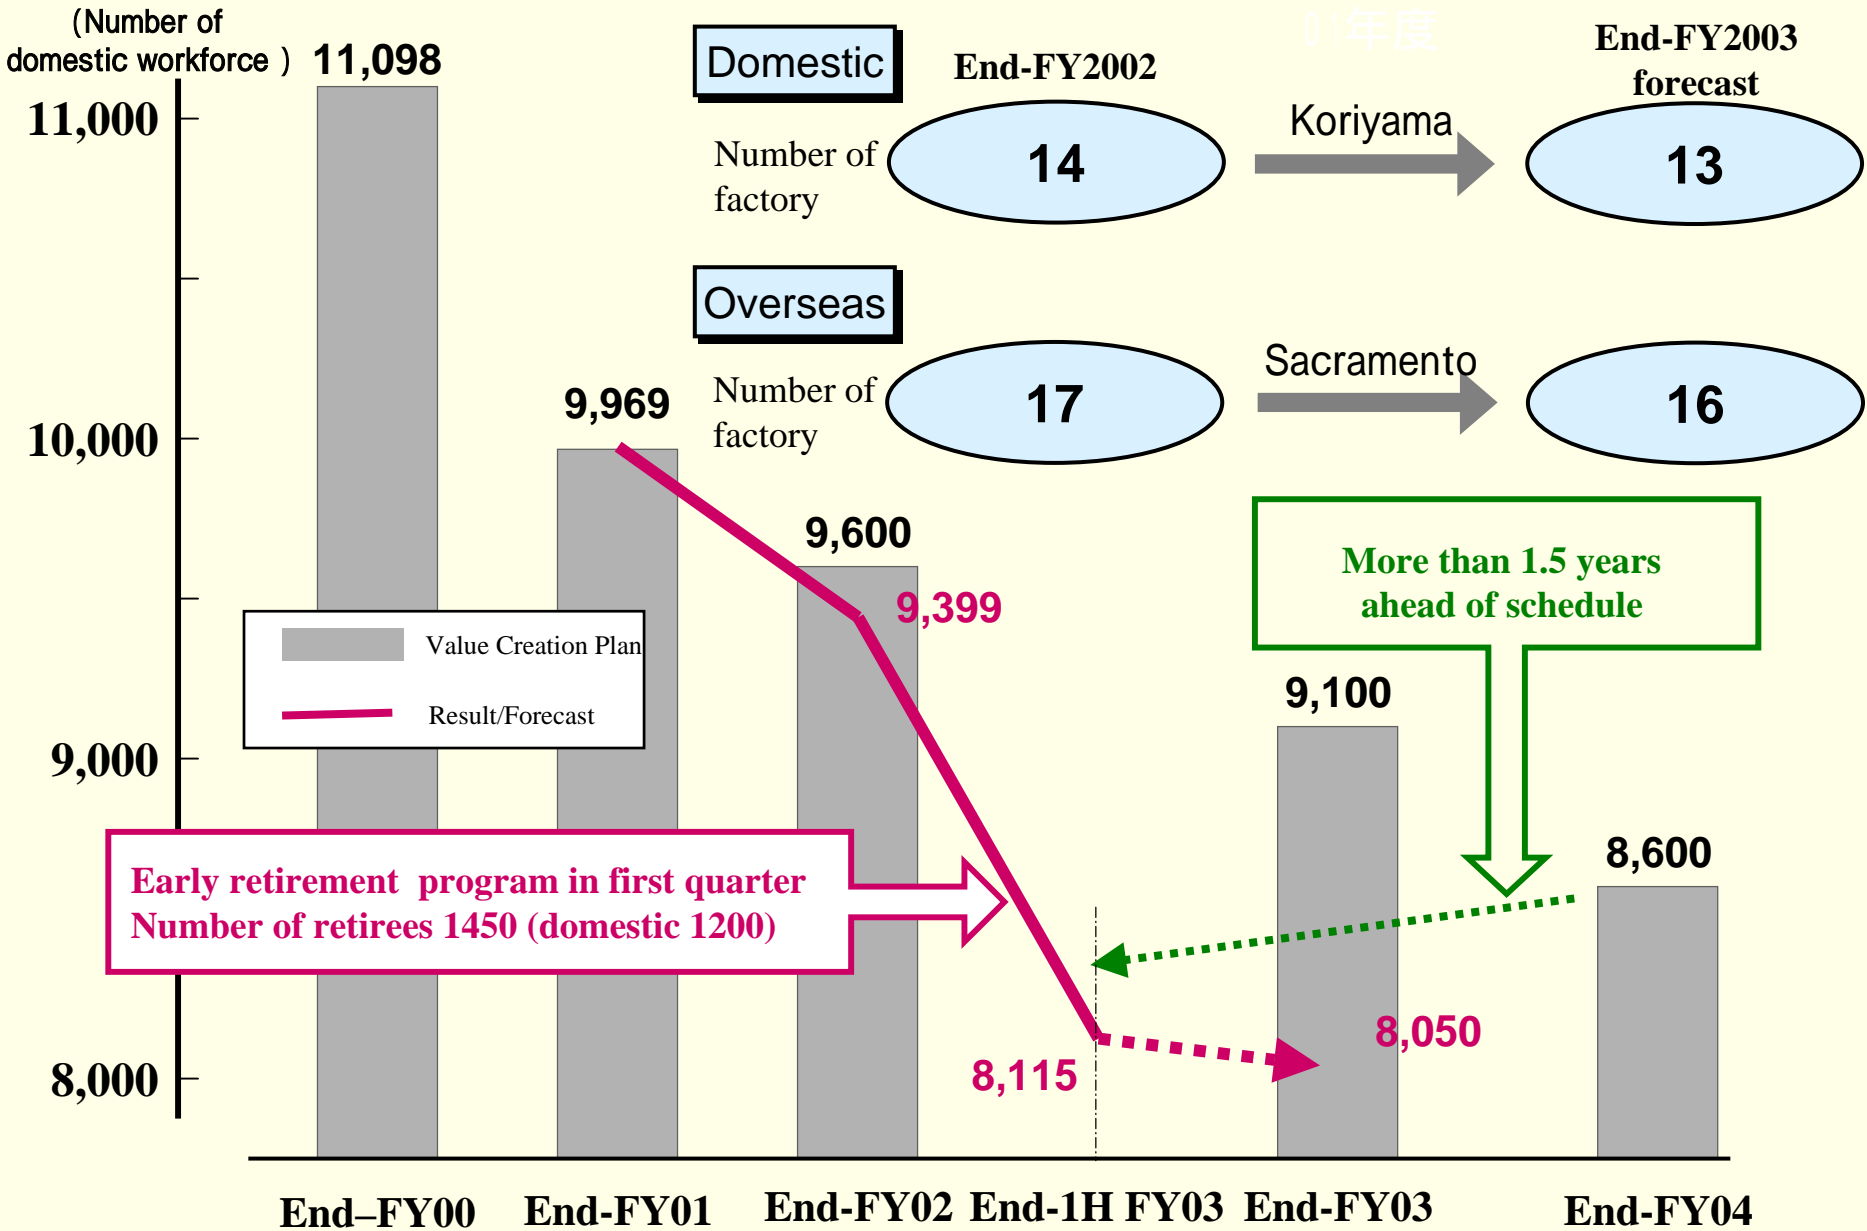 (Number of
domestic workforce )
11,098
11,000
10,000
9,000
8,000
Domestic
End-FY2002
01年度
End-FY2003
forecast
Number of
factory
14
Koriyama
13
Overseas
Number of
factory
17
Sacramento
16
9,969
9,600
9,399
More than 1.5 years
ahead of schedule
Value Creation Plan
Result/Forecast
9,100
8,600
Early retirement program in first quarter
Number of retirees 1450 (domestic 1200)
8,115
8,050
End–FY00
End-FY01
End-FY02
End-1H FY03
End-FY03
End-FY04